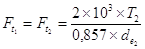 F_{t_1} = F_{t_2} = \frac{2 \times 10^3 \times T_2}{0,857 \times d_{e_2}}